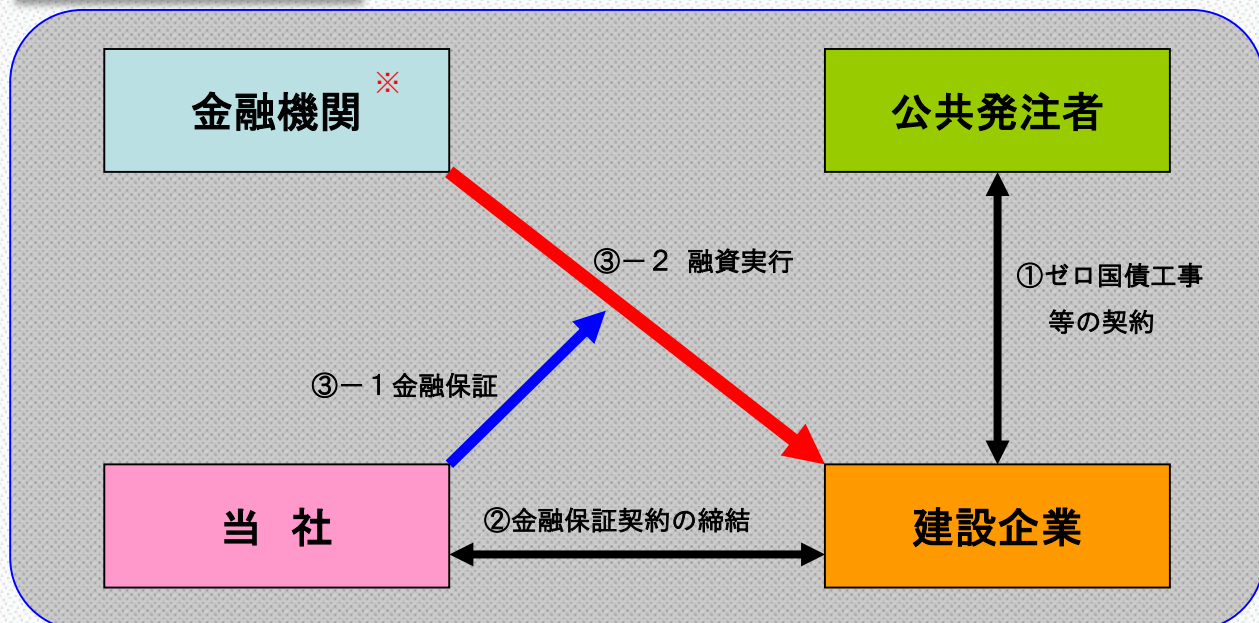 金融機関 ※
公共発注者
③－２ 融資実行
①ゼロ国債工事
等の契約
③－１金融保証
当 社
②金融保証契約の締結
建設企業